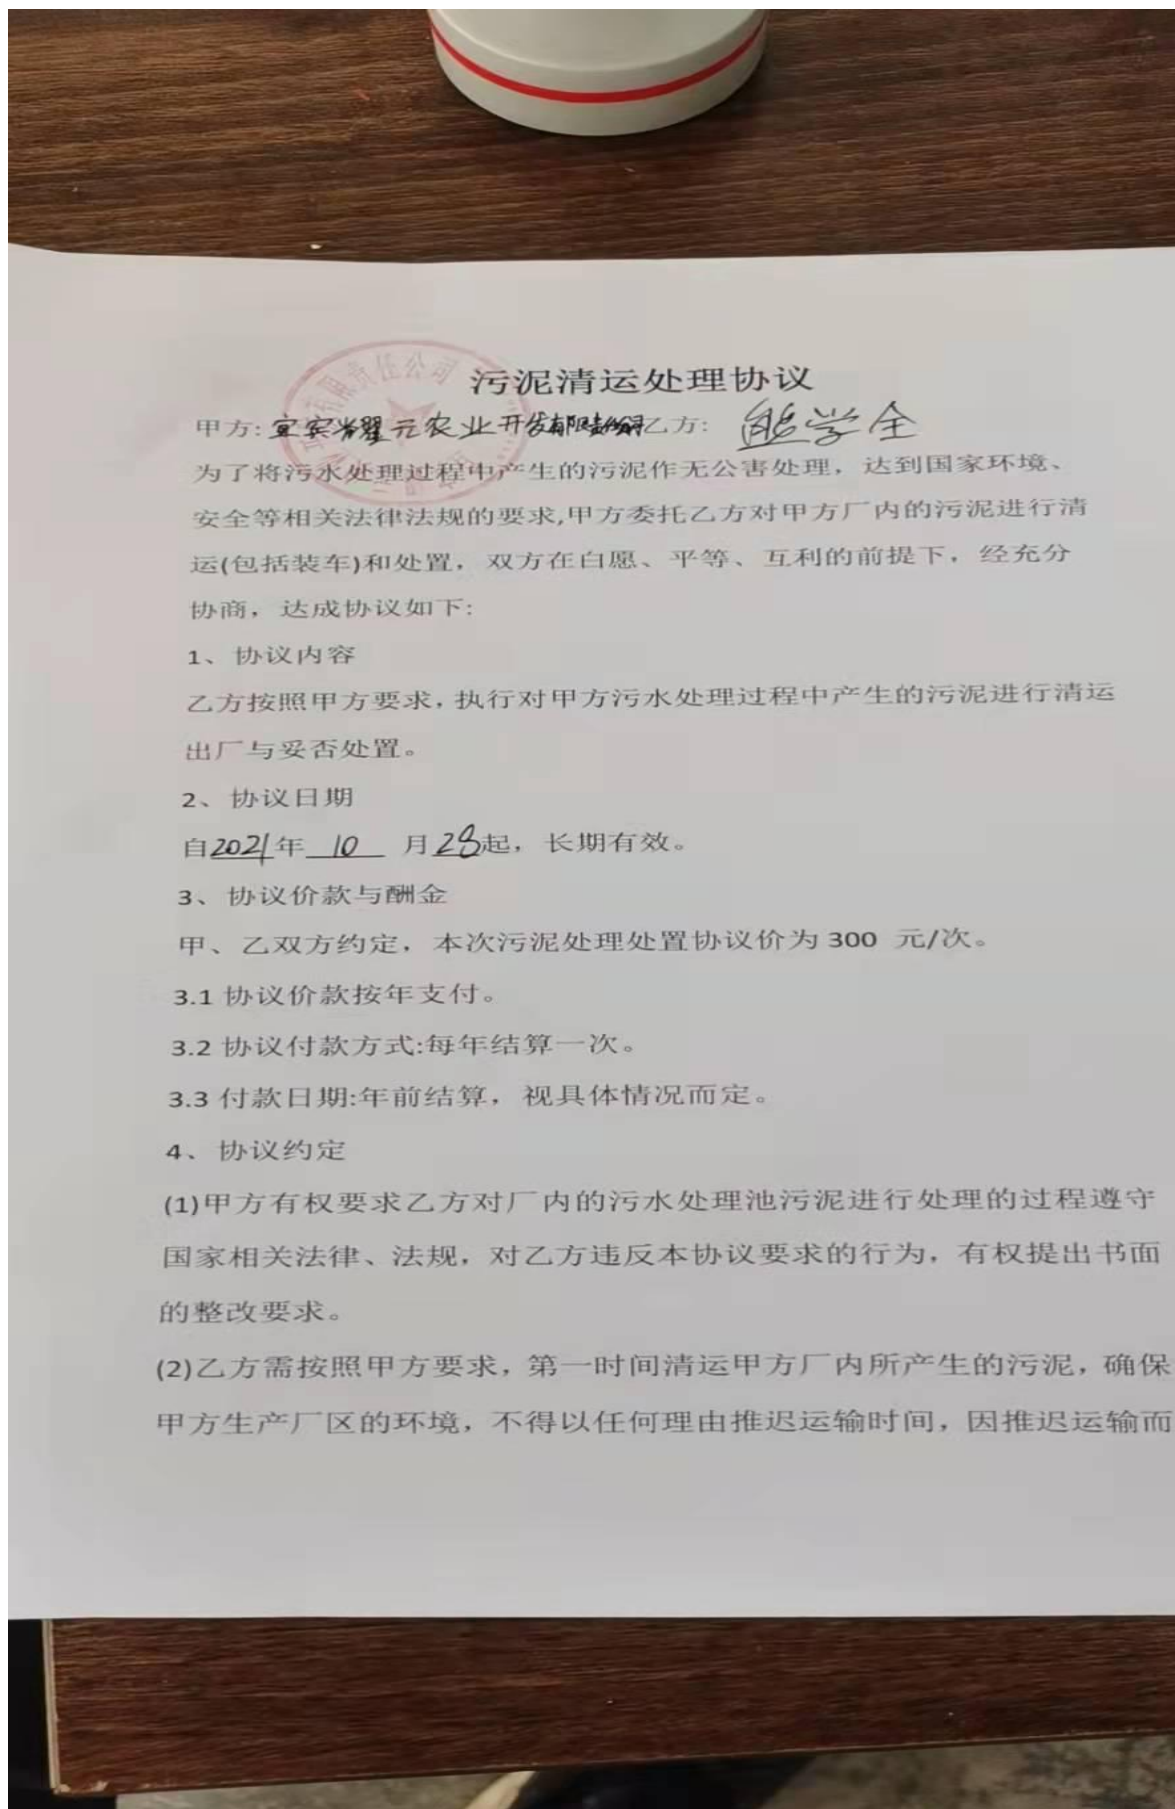 污泥清运处理协议
甲方: 宜宾省耀元农业开发有限责任公司 乙方: 熊学全
为了将污水处理过程中产生的污泥作无公害处理，达到国家环境、
安全等相关法律法规的要求,甲方委托乙方对甲方厂内的污泥进行清
运(包括装车)和处置，双方在白愿、平等、互利的前提下，经充分
协商，达成协议如下:
1、协议内容
乙方按照甲方要求，执行对甲方污水处理过程中产生的污泥进行清运
出厂与妥否处置。
2、协议日期
自2021年 10 月28起，长期有效。
3、协议价款与酬金
甲、乙双方约定，本次污泥处理处置协议价为 300 元/次。
3.1 协议价款按年支付。
3.2 协议付款方式:每年结算一次。
3.3 付款日期:年前结算，视具体情况而定。
4、协议约定
(1)甲方有权要求乙方对厂内的污水处理池污泥进行处理的过程遵守
国家相关法律、法规，对乙方违反本协议要求的行为，有权提出书面
的整改要求。
(2)乙方需按照甲方要求，第一时间清运甲方厂内所产生的污泥，确保
甲方生产厂区的环境，不得以任何理由推迟运输时间，因推迟运输而